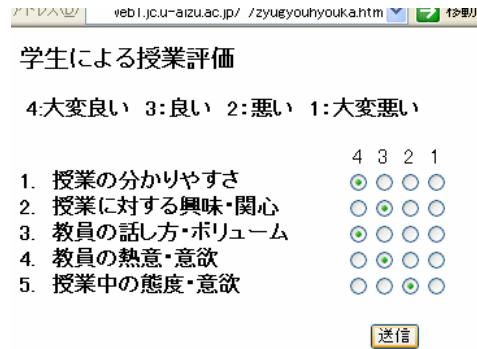 web1.jc.u-aizu.ac.jp/ /zyugyouhyouka.htm 移動
学生による授業評価
4:大変良い 3:良い 2:悪い 1:大変悪い
4 3 2 1
1. 授業の分かりやすさ
2. 授業に対する興味・関心
3. 教員の話し方・ボリューム
4. 教員の熱意・意欲
5. 授業中の態度・意欲
送信